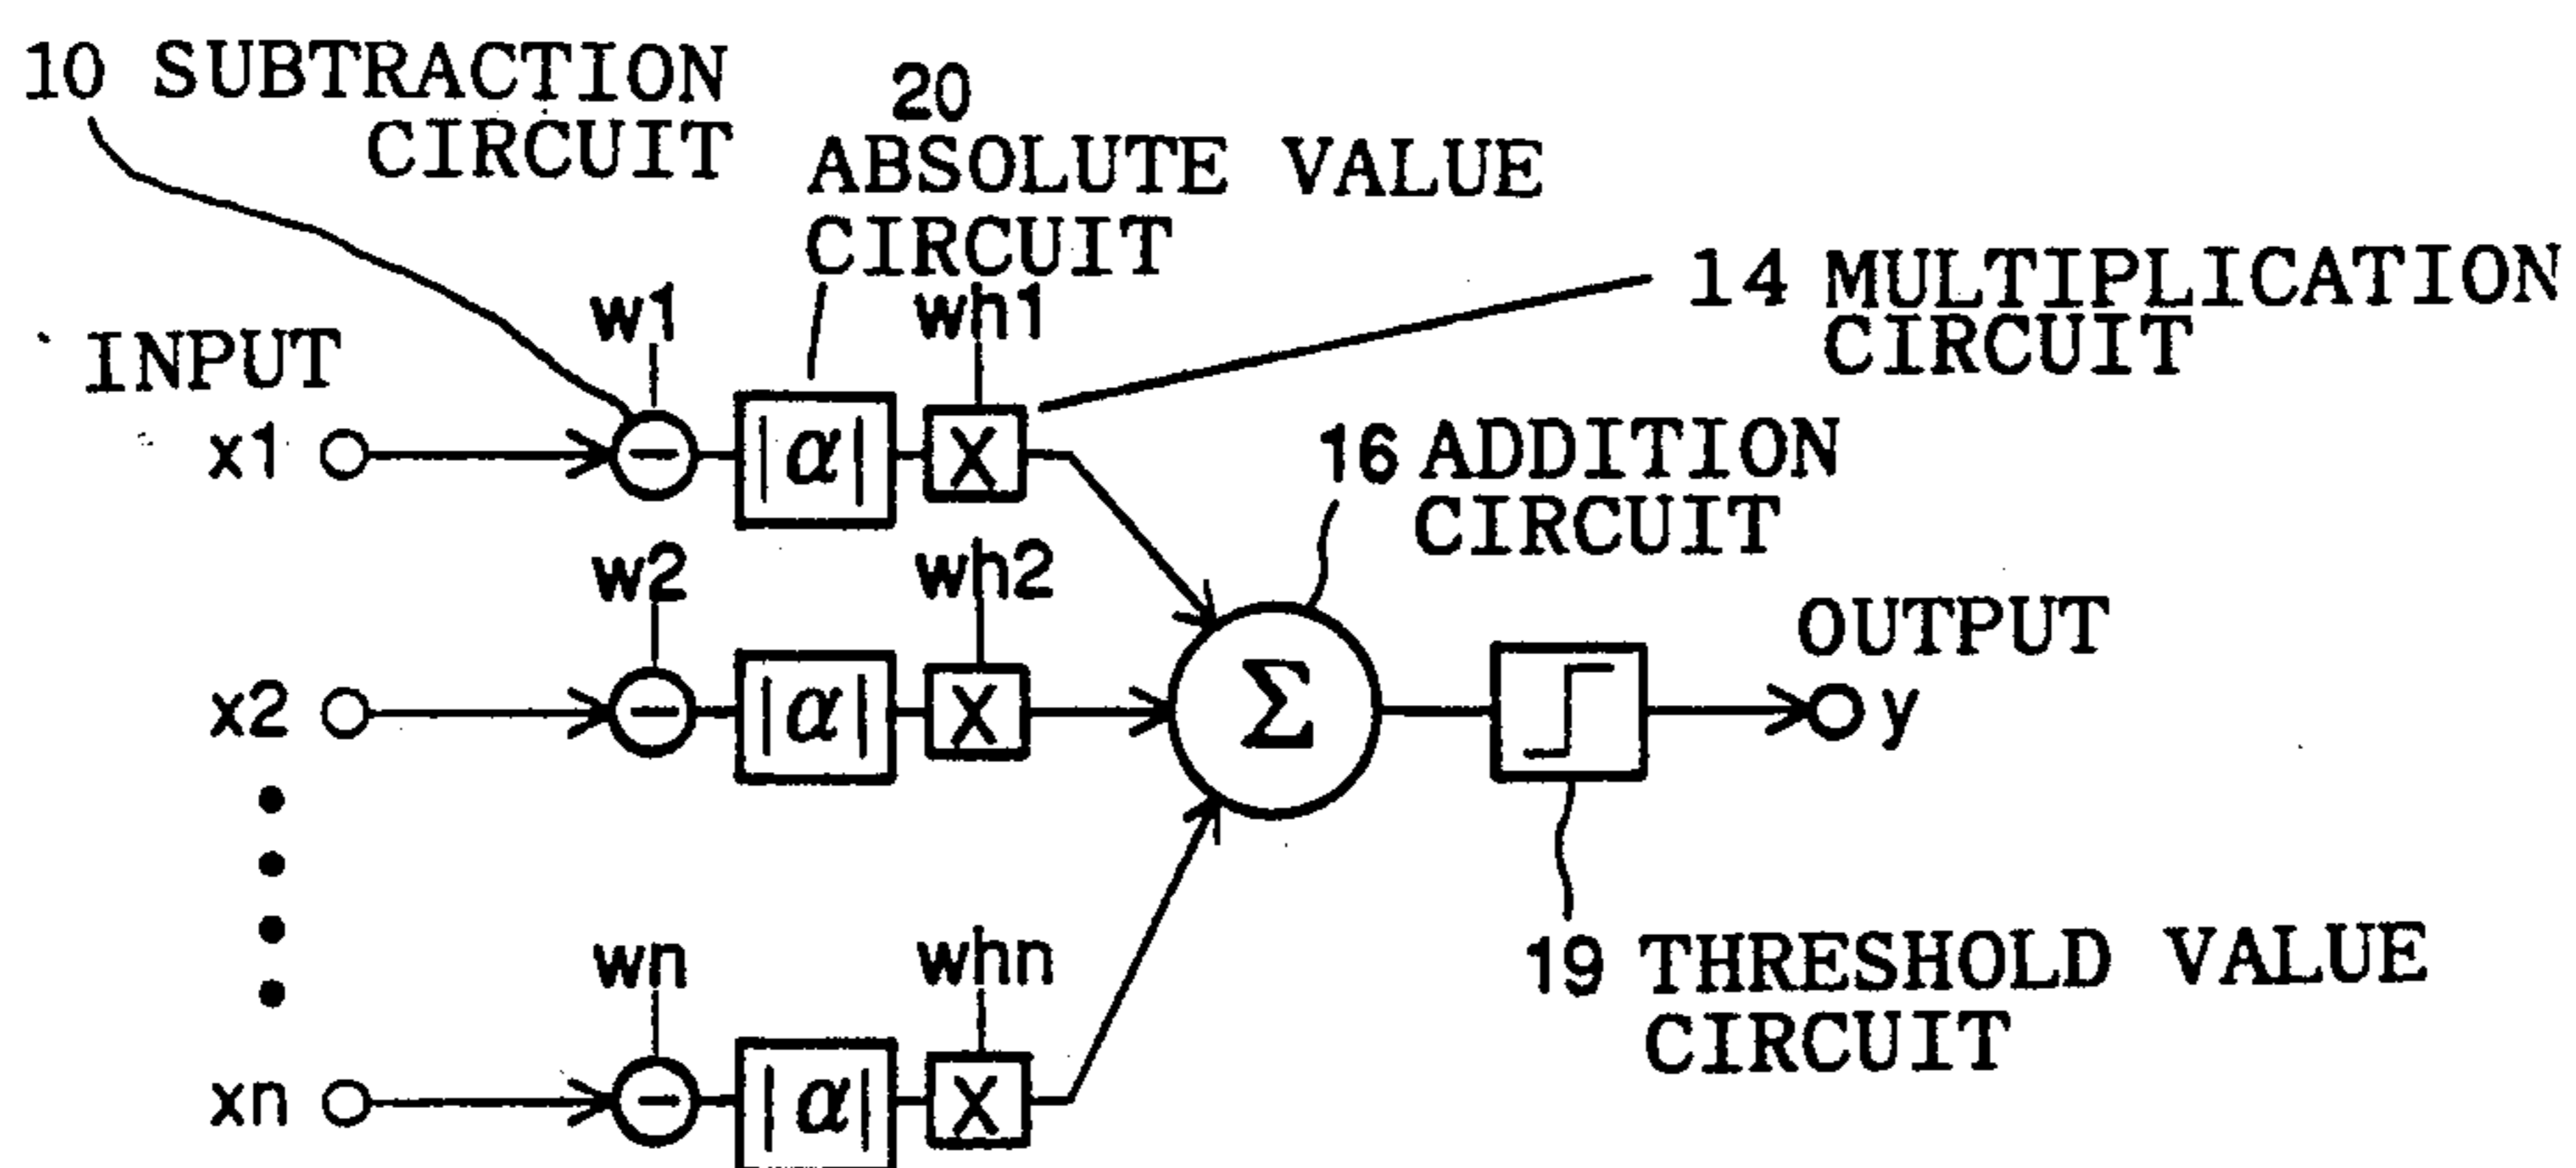 10 SUBTRACTION
CIRCUIT
20
ABSOLUTE VALUE
CIRCUIT
14 MULTIPLICATION
CIRCUIT
INPUT
w1
wh1
x1
−
|α|
X
16 ADDITION
CIRCUIT
w2
wh2
x2
−
|α|
X
Σ
OUTPUT
y
wn
whn
19 THRESHOLD VALUE
CIRCUIT
xn
−
|α|
X